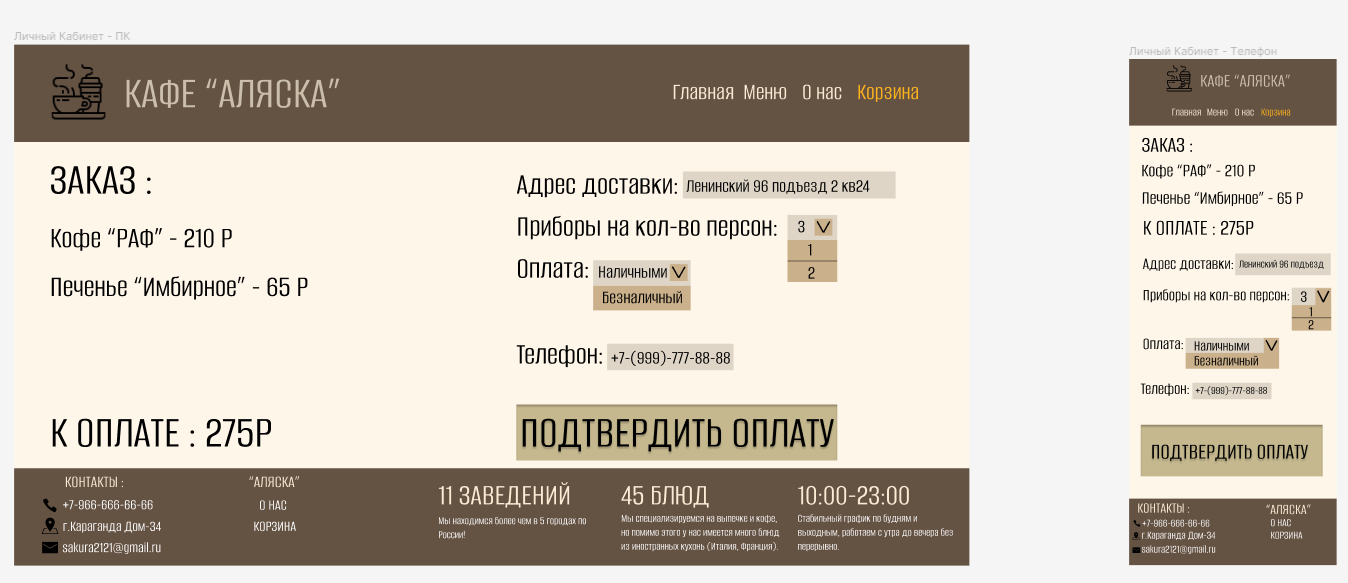 Личный Кабинет - ПК
КАФЕ “АЛЯСКА”
Главная Меню О нас Корзина
ЗАКАЗ :
Кофе “РАФ” - 210 Р
Печенье “Имбирное” - 65 Р
К ОПЛАТЕ : 275Р
Адрес доставки: Ленинский 96 подъезд 2 кв24
Приборы на кол-во персон: 3
1
2
Оплата: Наличными
Безналичный
Телефон: +7-(999)-777-88-88
ПОДТВЕРДИТЬ ОПЛАТУ
КОНТАКТЫ :
+7-966-666-66-66
г.Караганда Дом-34
sakura2121@gmail.ru
“АЛЯСКА”
О НАС
КОРЗИНА
11 ЗАВЕДЕНИЙ
Мы находимся более чем в 5 городах по
России!
45 БЛЮД
Мы специализируемся на выпечке и кофе,
но помимо этого у нас имеется много блюд
из иностранных кухонь (Италия, Франция).
10:00-23:00
Стабильный график по будням и
выходным, работаем с утра до вечера без
перерывно.
Личный Кабинет - Телефон
КАФЕ “АЛЯСКА”
Главная Меню О нас Корзина
ЗАКАЗ :
Кофе “РАФ” - 210 Р
Печенье “Имбирное” - 65 Р
К ОПЛАТЕ : 275Р
Адрес доставки: Ленинский 96 подъезд
Приборы на кол-во персон: 3
1
2
Оплата: Наличными
Безналичный
Телефон: +7-(999)-777-88-88
ПОДТВЕРДИТЬ ОПЛАТУ
КОНТАКТЫ :
+7-966-666-66-66
г.Караганда Дом-34
sakura2121@gmail.ru
“АЛЯСКА”
О НАС
КОРЗИНА